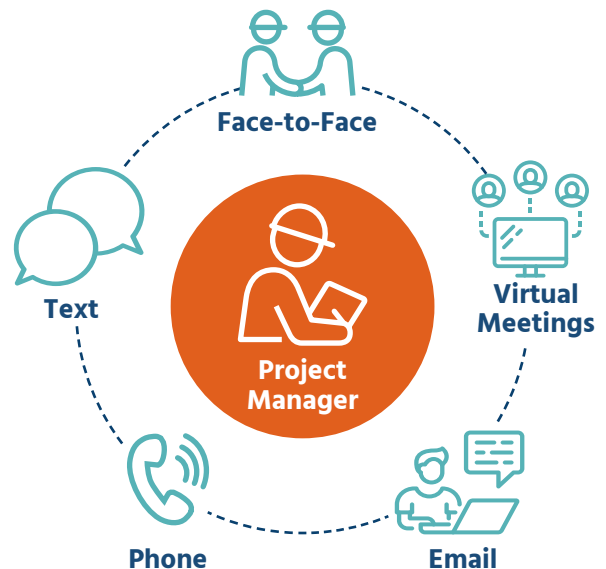 Face-to-Face
Virtual
Meetings
Text
Project
Manager
Phone
Email